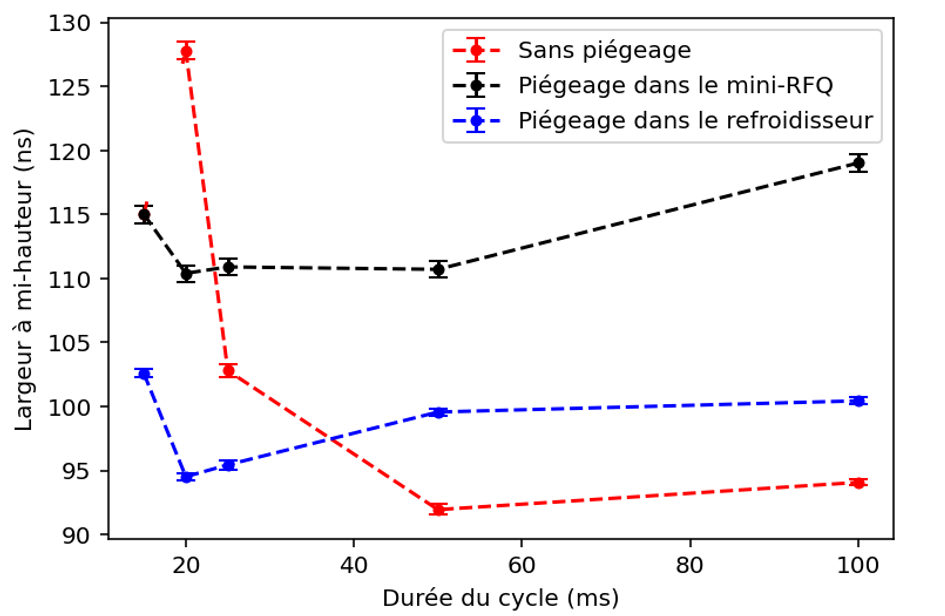 130
125
120
115
110
105
100
95
90
Largeur à mi-hauteur (ns)
Sans piégeage
Piégeage dans le mini-RFQ
Piégeage dans le refroidisseur
20 40 60 80 100
Durée du cycle (ms)